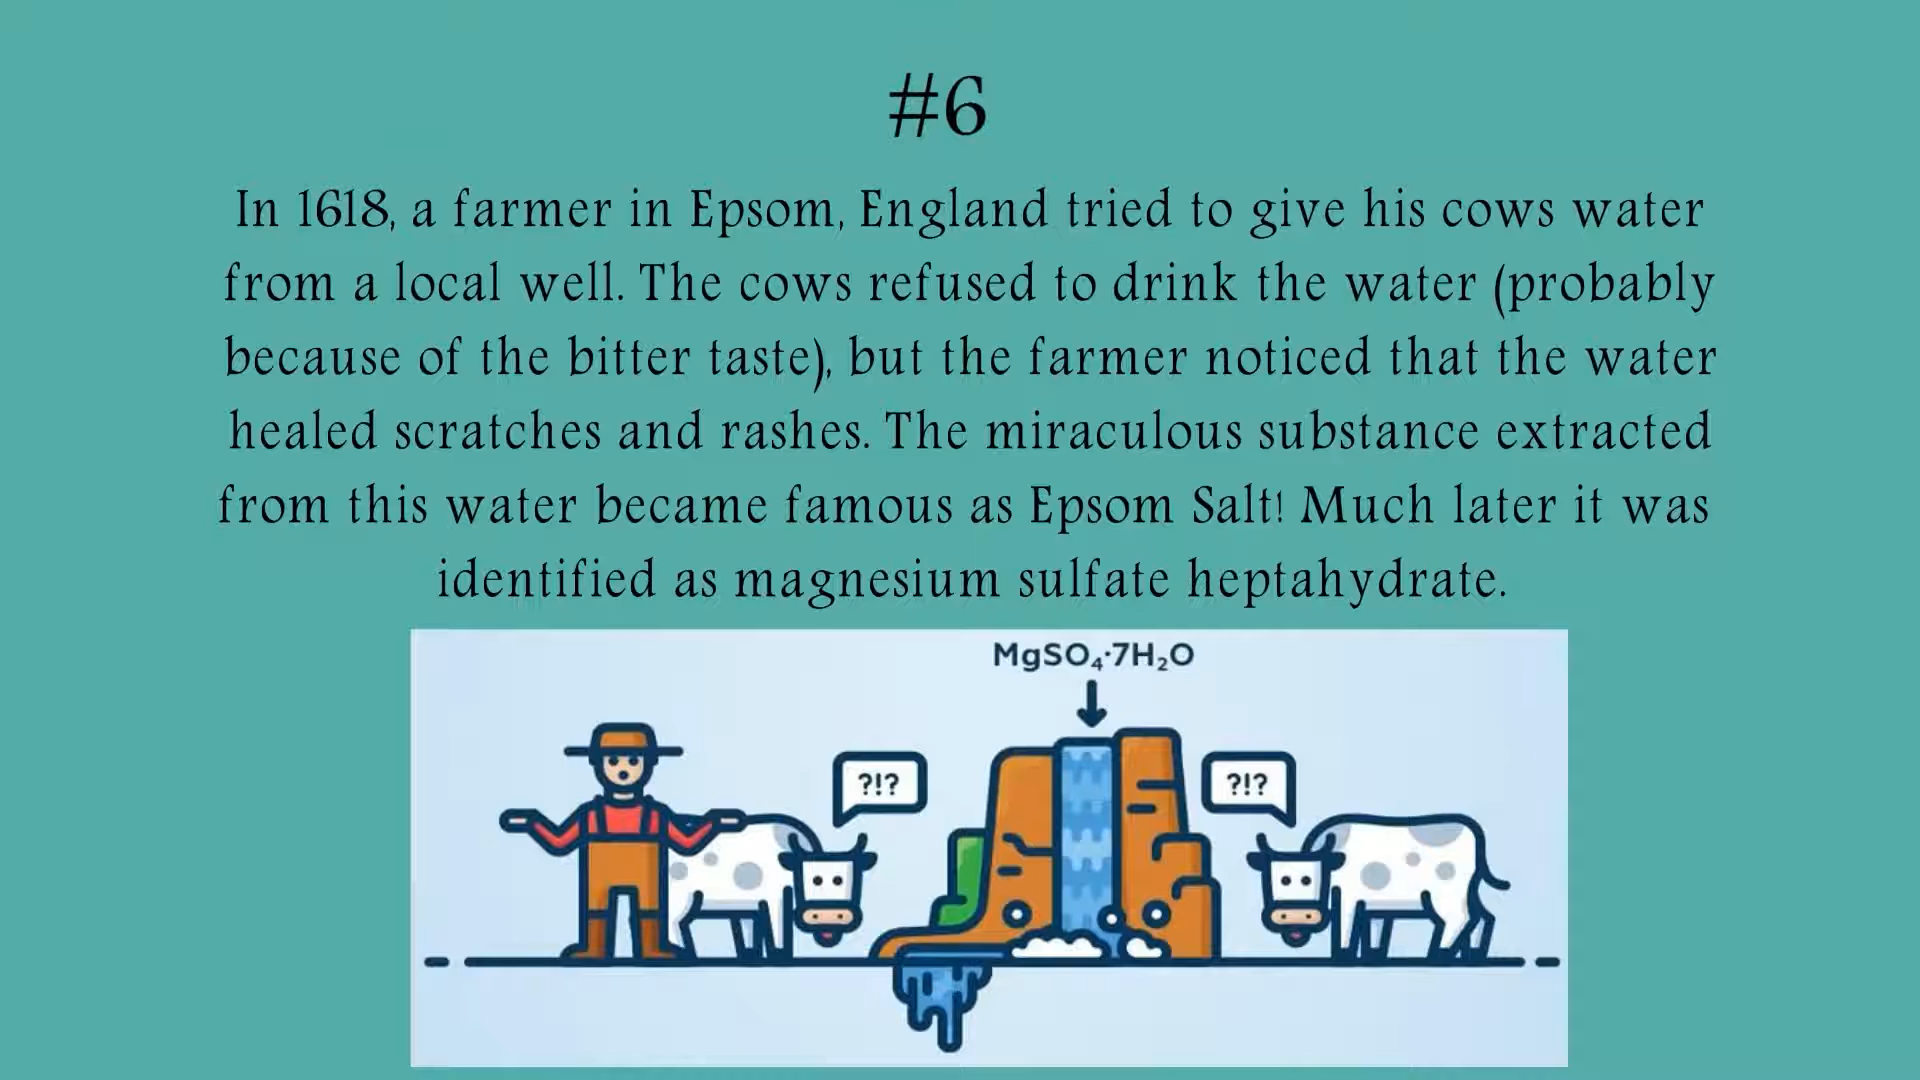 #6
In 1618, a farmer in Epsom, England tried to give his cows water
from a local well. The cows refused to drink the water (probably
because of the bitter taste), but the farmer noticed that the water
healed scratches and rashes. The miraculous substance extracted
from this water became famous as Epsom Salt! Much later it was
identified as magnesium sulfate heptahydrate.
MgSO₄·7H₂O
?!?
?!?